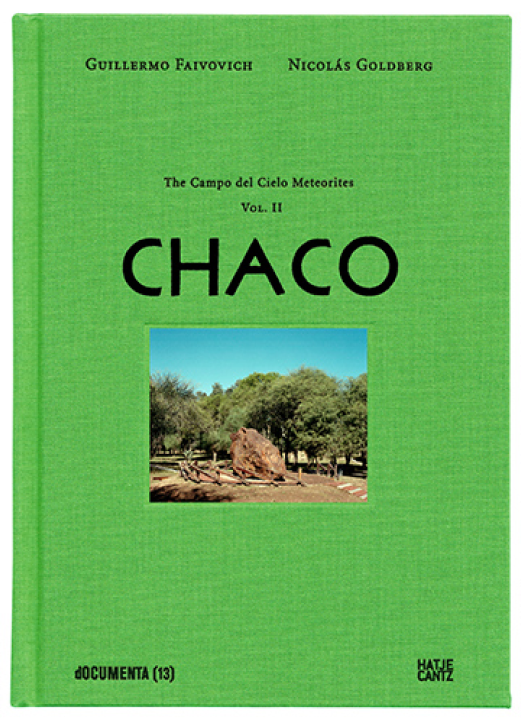 Guillermo Faivovich Nicolás Goldberg
The Campo del Cielo Meteorites
Vol. II
CHACO
dOCUMENTA (13)
HATJE
CANTZ